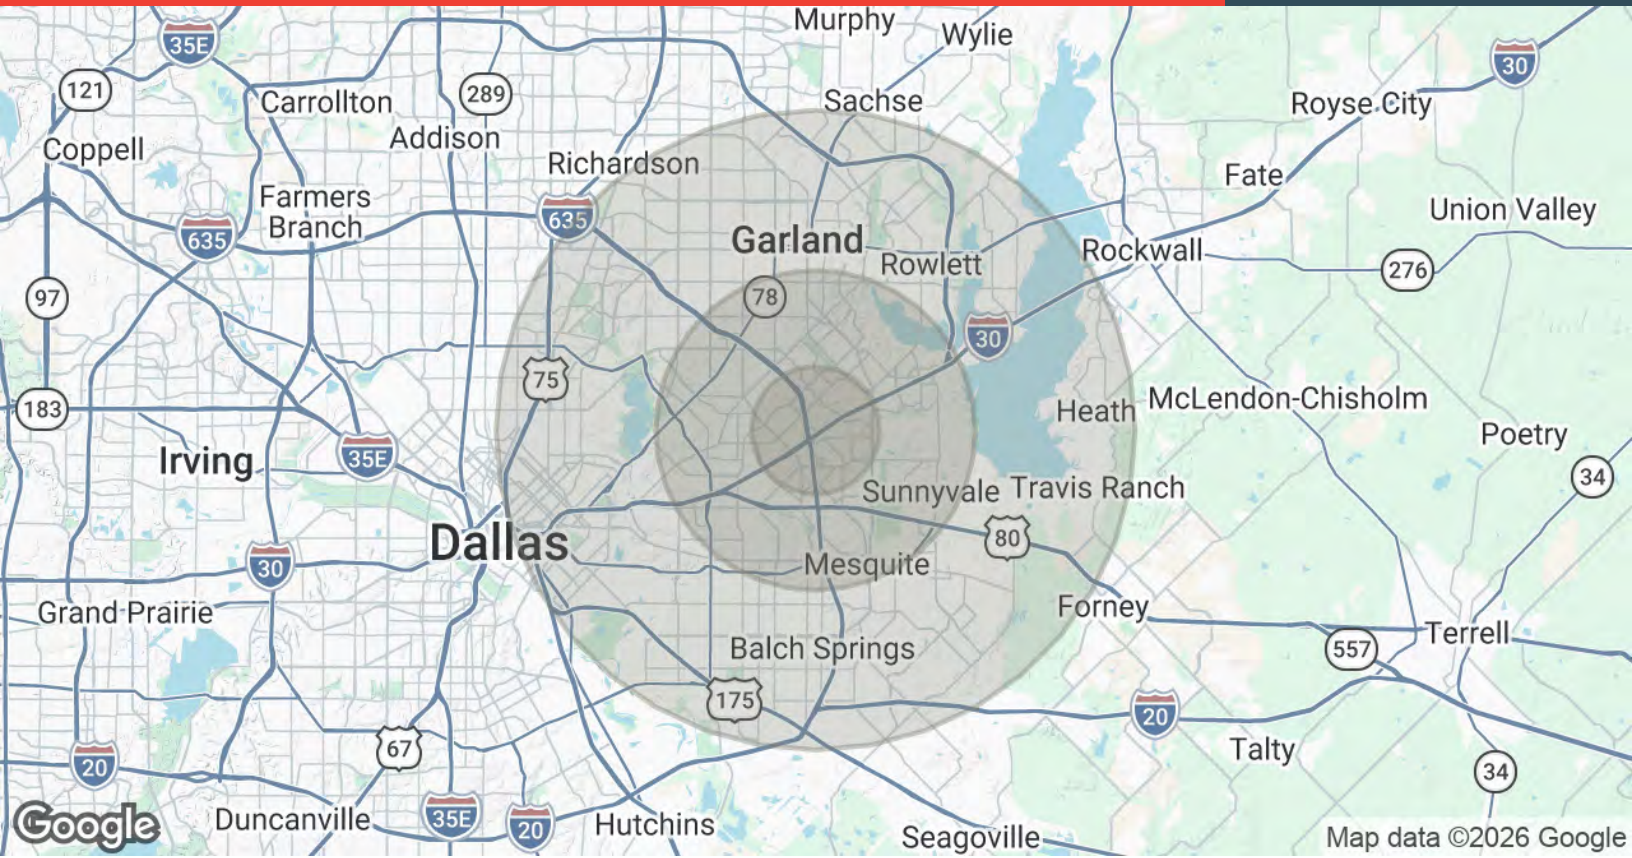 Murphy
Wylie
35E
30
121
289
Carrollton
Sachse
Royse City
Addison
Coppell
Richardson
Fate
Farmers
Branch
635
635
Union Valley
Garland
Rowlett
Rockwall
276
97
78
30
75
183
McLendon-Chisholm
Heath
Poetry
Irving
35E
34
Sunnyvale
Travis Ranch
Dallas
80
30
Mesquite
Grand Prairie
Forney
Terrell
557
Balch Springs
175
20
67
Talty
20
34
Google
Duncanville
35E
20
Hutchins
Seagoville
Map data ©2026 Google